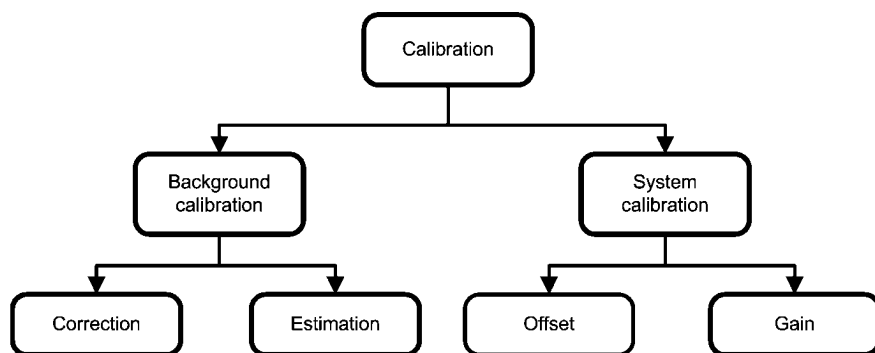 Calibration
Background
calibration
System
calibration
Correction
Estimation
Offset
Gain